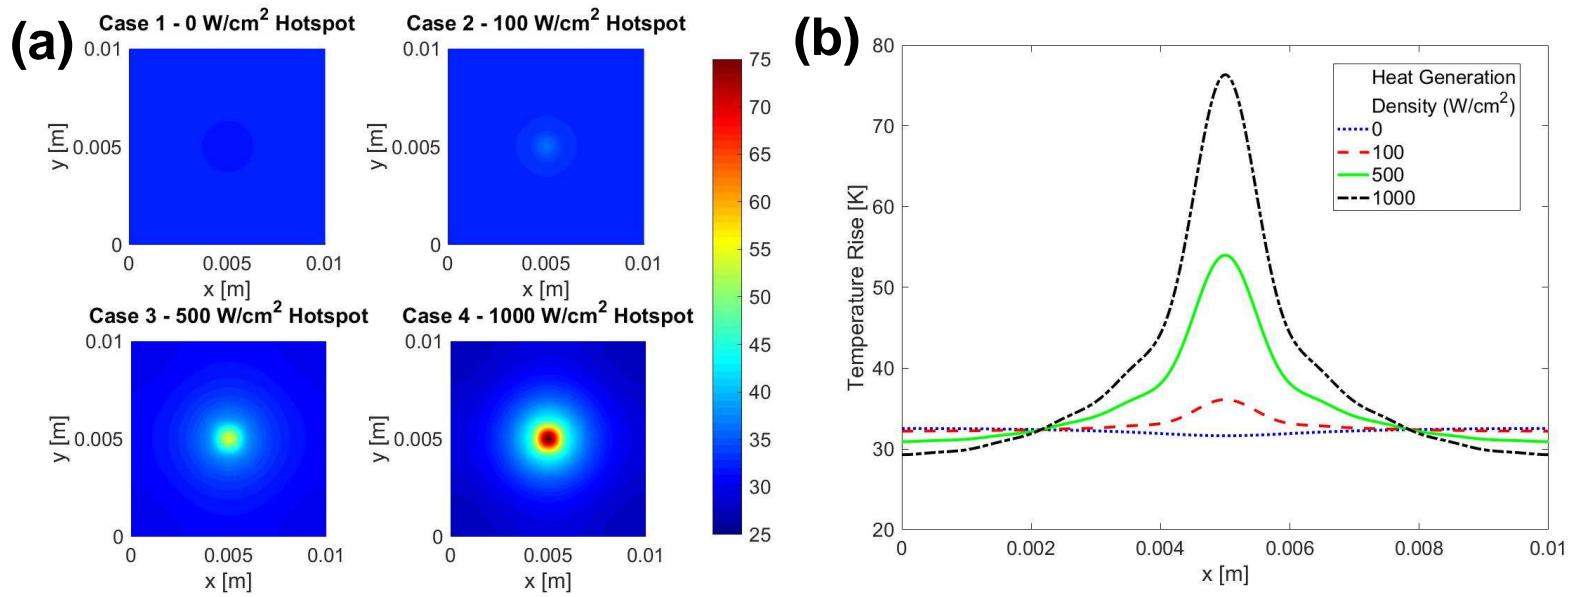 (a)
Case 1 - 0 W/cm² Hotspot
0.01
y [m]
0.005
0
0
0.005
0.01
x [m]
Case 2 - 100 W/cm² Hotspot
0.01
y [m]
0.005
0
0
0.005
0.01
x [m]
Case 3 - 500 W/cm² Hotspot
0.01
y [m]
0.005
0
0
0.005
0.01
x [m]
Case 4 - 1000 W/cm² Hotspot
0.01
y [m]
0.005
0
0
0.005
0.01
x [m]
75
70
65
60
55
50
45
40
35
30
25
(b)
80
70
60
50
40
30
20
Temperature Rise [K]
Heat Generation
Density (W/cm²)
0
100
500
1000
0
0.002
0.004
0.006
0.008
0.01
x [m]